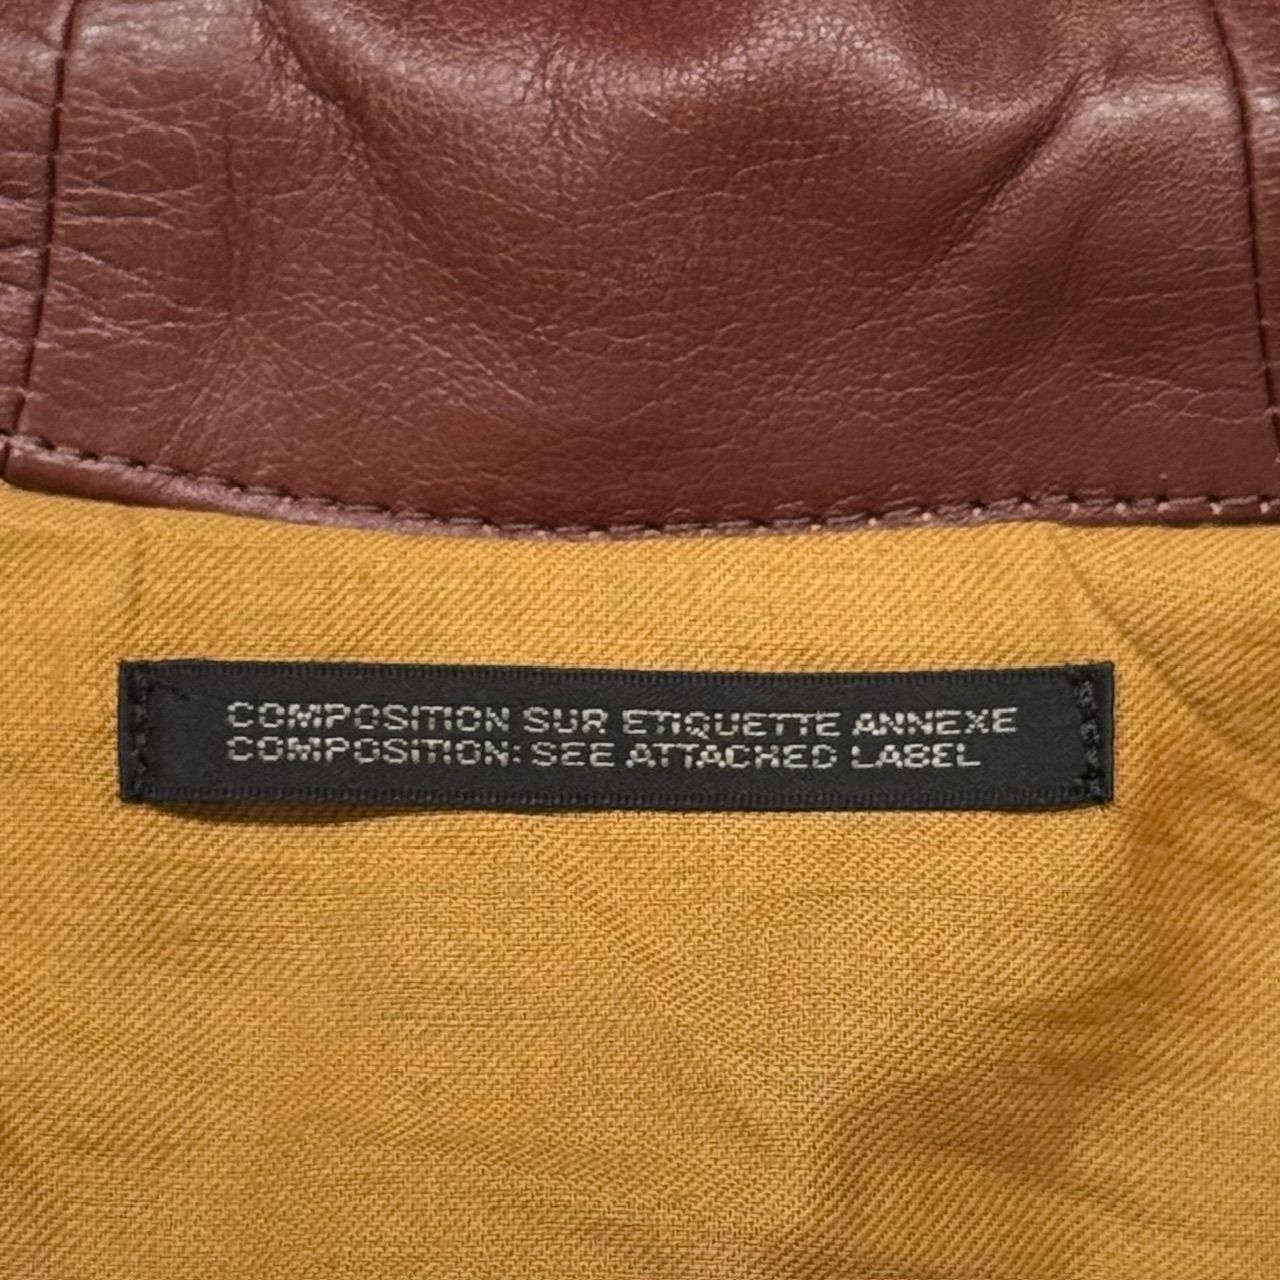 COMPOSITION SUR ETIQUETTE ANNEXE
COMPOSITION: SEE ATTACHED LABEL